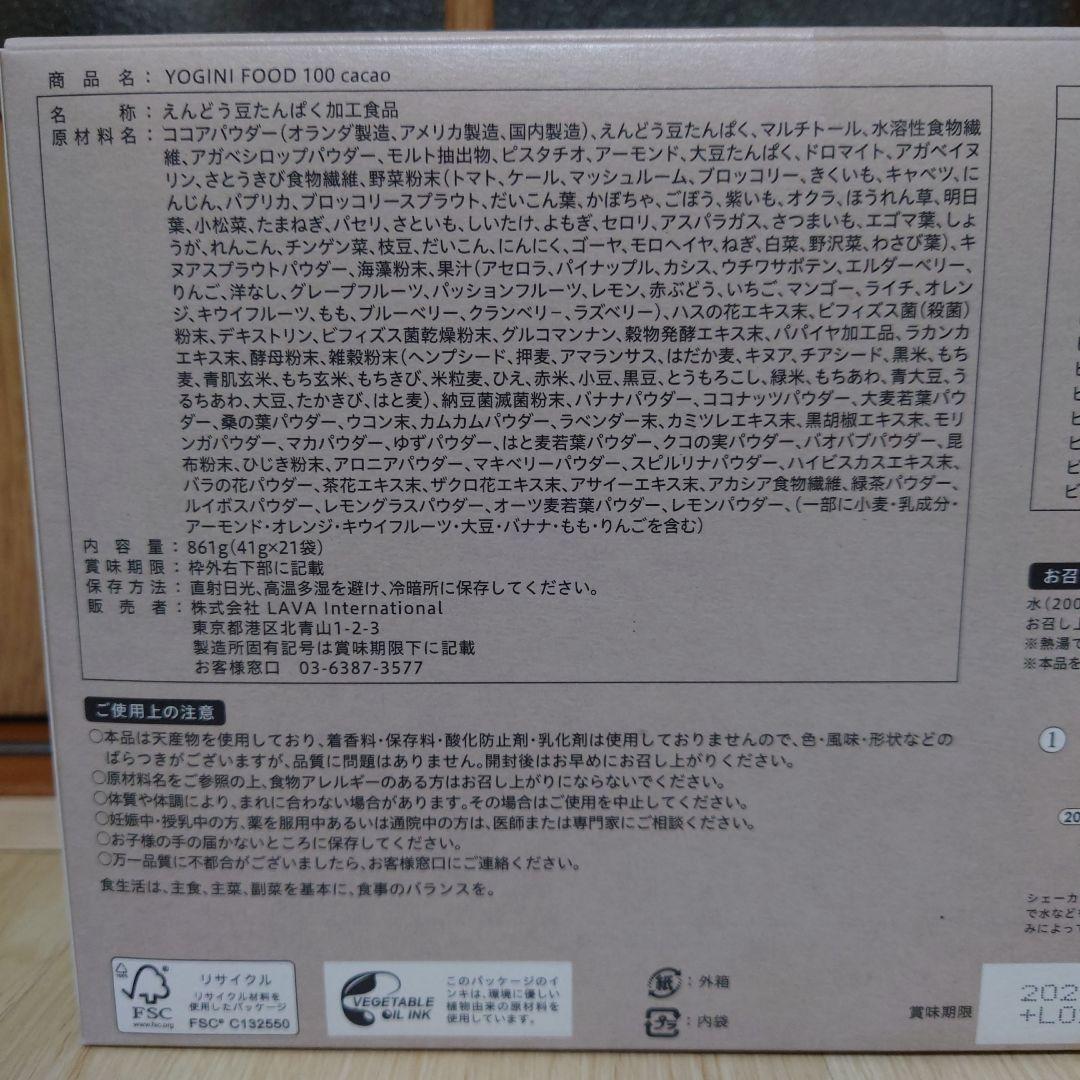 商品名： YOGINI FOOD 100 cacao
名称：えんどう豆たんぱく加工食品
原材料名：ココアパウダー(オランダ製造、アメリカ製造、国内製造)、えんどう豆たんぱく、マルチトール、水溶性食物繊
維、アガベシロップパウダー、モルト抽出物、ピスタチオ、アーモンド、大豆たんぱく、ドロマイト、アガベイヌ
リン、さとうきび食物繊維、野菜粉末(トマト、ケール、マッシュルーム、ブロッコリー、きくいも、キャベツ、に
んじん、パプリカ、ブロッコリースプラウト、だいこん葉、かぼちゃ、ごぼう、紫いも、オクラ、ほうれん草、明日
葉、小松菜、たまねぎ、パセリ、さといも、しいたけ、よもぎ、セロリ、アスパラガス、さつまいも、エゴマ葉、しょ
うが、れんこん、チンゲン菜、枝豆、だいこん、にんにく、ゴーヤ、モロヘイヤ、ねぎ、白菜、野沢菜、わさび葉)、キ
ヌアスプラウトパウダー、海藻粉末、果汁(アセロラ、パイナップル、カシス、ウチワサボテン、エルダーベリー、
りんご、洋なし、グレープフルーツ、パッションフルーツ、レモン、赤ぶどう、いちご、マンゴー、ライチ、オレン
ジ、キウイフルーツ、もも、ブルーベリー、クランベリ－、ラズベリー)、ハスの花エキス末、ビフィズス菌(殺菌)
粉末、デキストリン、ビフィズス菌乾燥粉末、グルコマンナン、穀物発酵エキス末、パパイヤ加工品、ラカンカ
エキス末、酵母粉末、雑穀粉末(ヘンプシード、押麦、アマランサス、はだか麦、キヌア、チアシード、黒米、もち
麦、青肌玄米、もち玄米、もちきび、米粒麦、ひえ、赤米、小豆、黒豆、とうもろこし、緑米、もちあわ、青大豆、う
るちあわ、大豆、たかきび、はと麦)、納豆菌滅菌粉末、バナナパウダー、ココナッツパウダー、大麦若葉パウ
ダー、桑の葉パウダー、ウコン末、カムカムパウダー、ラベンダー末、カミツレエキス末、黒胡椒エキス末、モリ
ンガパウダー、マカパウダー、ゆずパウダー、はと麦若葉パウダー、クコの実パウダー、バオバブパウダー、昆
布粉末、ひじき粉末、アロニアパウダー、マキベリーパウダー、スピルリナパウダー、ハイビスカスエキス末、
バラの花パウダー、茶花エキス末、ザクロ花エキス末、アサイーエキス末、アカシア食物繊維、緑茶パウダー、
ルイボスパウダー、レモングラスパウダー、オーツ麦若葉パウダー、レモンパウダー、(一部に小麦・乳成分・
アーモンド・オレンジ・キウイフルーツ・大豆・バナナ・もも・りんごを含む)
内容量：861g(41g×21袋)
賞味期限：枠外右下部に記載
保存方法：直射日光、高温多湿を避け、冷暗所に保存してください。
販売者：株式会社 LAVA International
東京都港区北青山1-2-3
製造所固有記号は賞味期限下に記載
お客様窓口 03-6387-3577
ご使用上の注意
○本品は天産物を使用しており、着香料・保存料・酸化防止剤・乳化剤は使用しておりませんので、色・風味・形状などの
ばらつきがございますが、品質に問題はありません。開封後はお早めにお召し上がりください。
○原材料名をご参照の上、食物アレルギーのある方はお召し上がりにならないでください。
○体質や体調により、まれに合わない場合があります。その場合はご使用を中止してください。
○妊娠中・授乳中の方、薬を服用中あるいは通院中の方は、医師または専門家にご相談ください。
○お子様の手の届かないところに保存してください。
○万一品質に不都合がございましたら、お客様窓口にご連絡ください。
食生活は、主食、主菜、副菜を基本に、食事のバランスを。
お召
水(200
お召し上
※熱湯で
※本品を
1
20
シェーカ
で水など
みによって
FSC
www.fsc.org
リサイクル
リサイクル材料を
使用したパッケージ
FSC® C132550
VEGETABLE
OIL INK
このパッケージのイ
ンキは、環境に優しい
植物由来の原材料を
使用しています。
紙：外箱
プラ：内袋
賞味期限
202
+L0